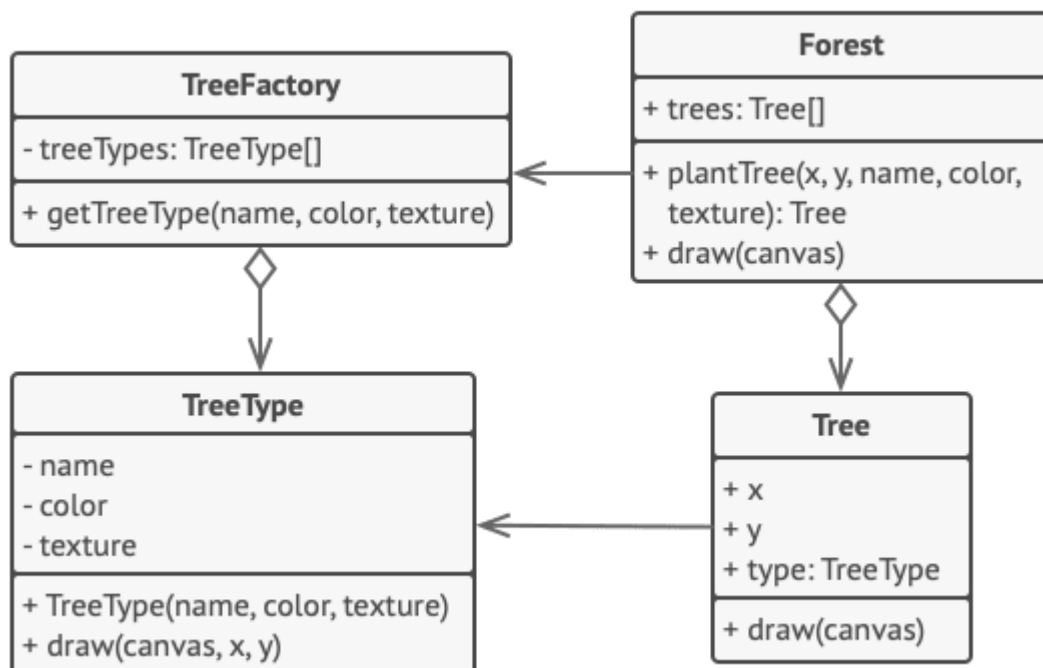 TreeFactory
- treeTypes: TreeType[]
+ getTreeType(name, color, texture)
Forest
+ trees: Tree[]
+ plantTree(x, y, name, color,
texture): Tree
+ draw(canvas)
TreeType
- name
- color
- texture
+ TreeType(name, color, texture)
+ draw(canvas, x, y)
Tree
+ x
+ y
+ type: TreeType
+ draw(canvas)